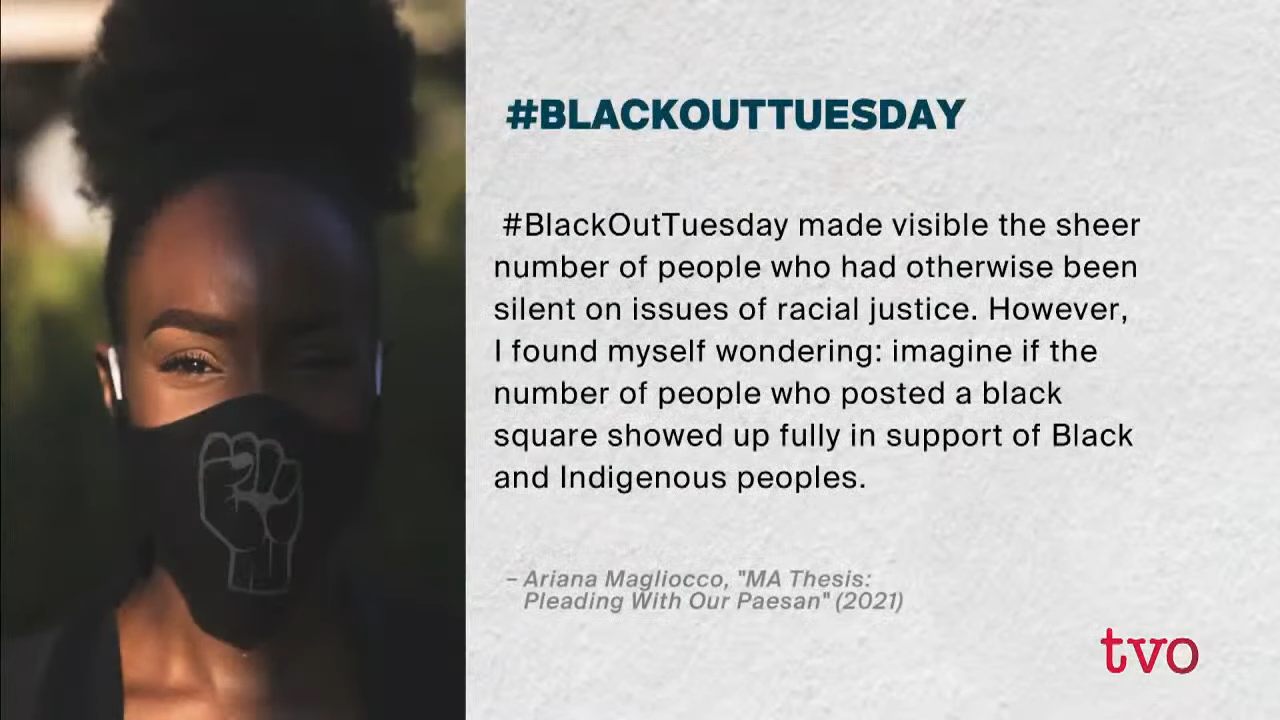 #BLACKOUTTUESDAY
#BlackOutTuesday made visible the sheer
number of people who had otherwise been
silent on issues of racial justice. However,
I found myself wondering: imagine if the
number of people who posted a black
square showed up fully in support of Black
and Indigenous peoples.
– Ariana Magliocco, "MA Thesis:
Pleading With Our Paesan" (2021)
tvo